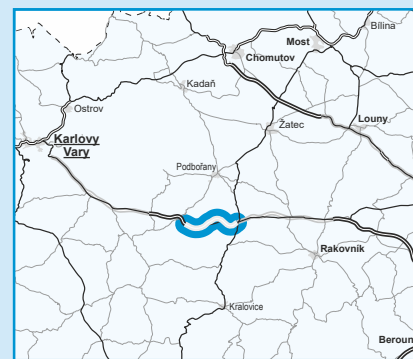 Bílina
Most
Chomutov
Kadaň
Ostrov
Louny
Žatec
Karlovy
Vary
Podbořany
Rakovník
Kralovice
Beroun